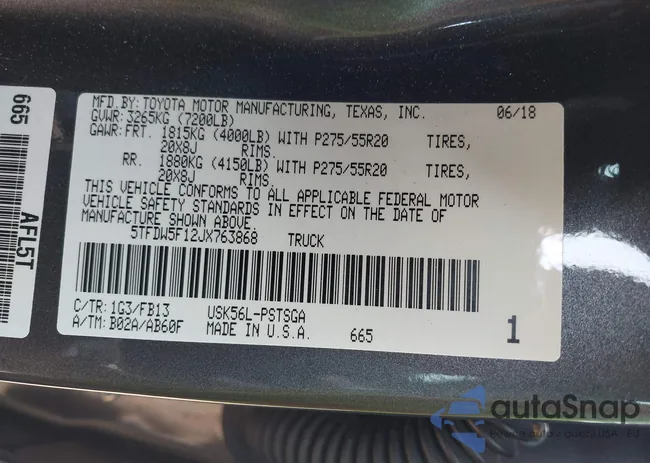 665
AFL5T
MFD.BY: TOYOTA MOTOR MANUFACTURING, TEXAS, INC. 06/18
GVWR: 3265KG (7200LB)
GAWR: FRT. 1815KG (4000LB) WITH P275/55R20 TIRES,
20X8J RIMS.
RR. 1880KG (4150LB) WITH P275/55R20 TIRES,
20X8J RIMS.
THIS VEHICLE CONFORMS TO ALL APPLICABLE FEDERAL MOTOR
VEHICLE SAFETY STANDARDS IN EFFECT ON THE DATE OF
MANUFACTURE SHOWN ABOVE.
5TFDW5F12JX763868 TRUCK
C/TR: 1G3/FB13 USK56L-PSTSGA
A/TM: B02A/AB60F MADE IN U.S.A. 665 1
autoSnap